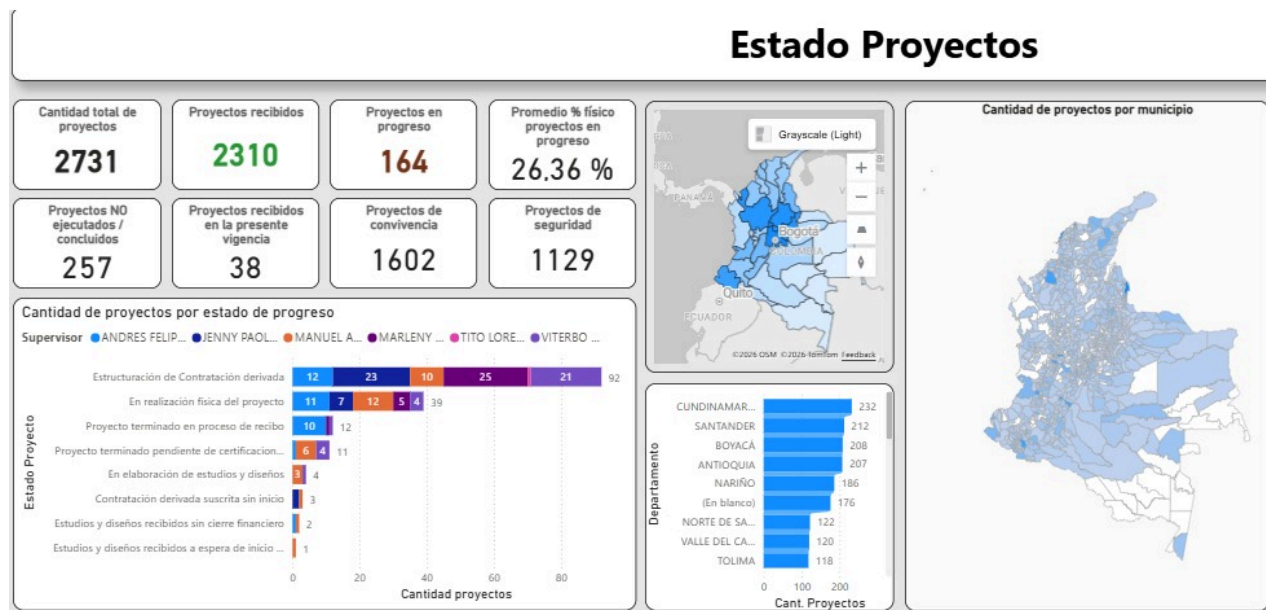 Estado Proyectos
Cantidad total de
proyectos
2731
Proyectos recibidos
2310
Proyectos en
progreso
164
Promedio % físico
proyectos en
progreso
26,36 %
Proyectos NO
ejecutados /
concluidos
257
Proyectos recibidos
en la presente
vigencia
38
Proyectos de
convivencia
1602
Proyectos de
seguridad
1129
Cantidad de proyectos por estado de progreso
Supervisor ANDRES FELIP... JENNY PAOL... MANUEL A... MARLENY ... TITO LORE... VITERBO ...
Estado Proyecto
Estructuración de Contratación derivada 12 23 10 25 21 92
En realización física del proyecto 11 7 12 5 4 39
Proyecto terminado en proceso de recibo 10 12
Proyecto terminado pendiente de certificacion... 6 4 11
En elaboración de estudios y diseños 3 4
Contratación derivada suscrita sin inicio 3
Estudios y diseños recibidos sin cierre financiero 2
Estudios y diseños recibidos a espera de inicio ... 1
0 20 40 60 80
Cantidad proyectos
Grayscale (Light)
PANAMÁ
Bogotá
COLOMBIA
Quito
ECUADOR
©2026 OSM ©2026 TomTom Feedback
Departamento
CUNDINAMAR... 232
SANTANDER 212
BOYACÁ 208
ANTIOQUIA 207
NARIÑO 186
(En blanco) 176
NORTE DE SA... 122
VALLE DEL CA... 120
TOLIMA 118
0 100 200
Cant. Proyectos
Cantidad de proyectos por municipio